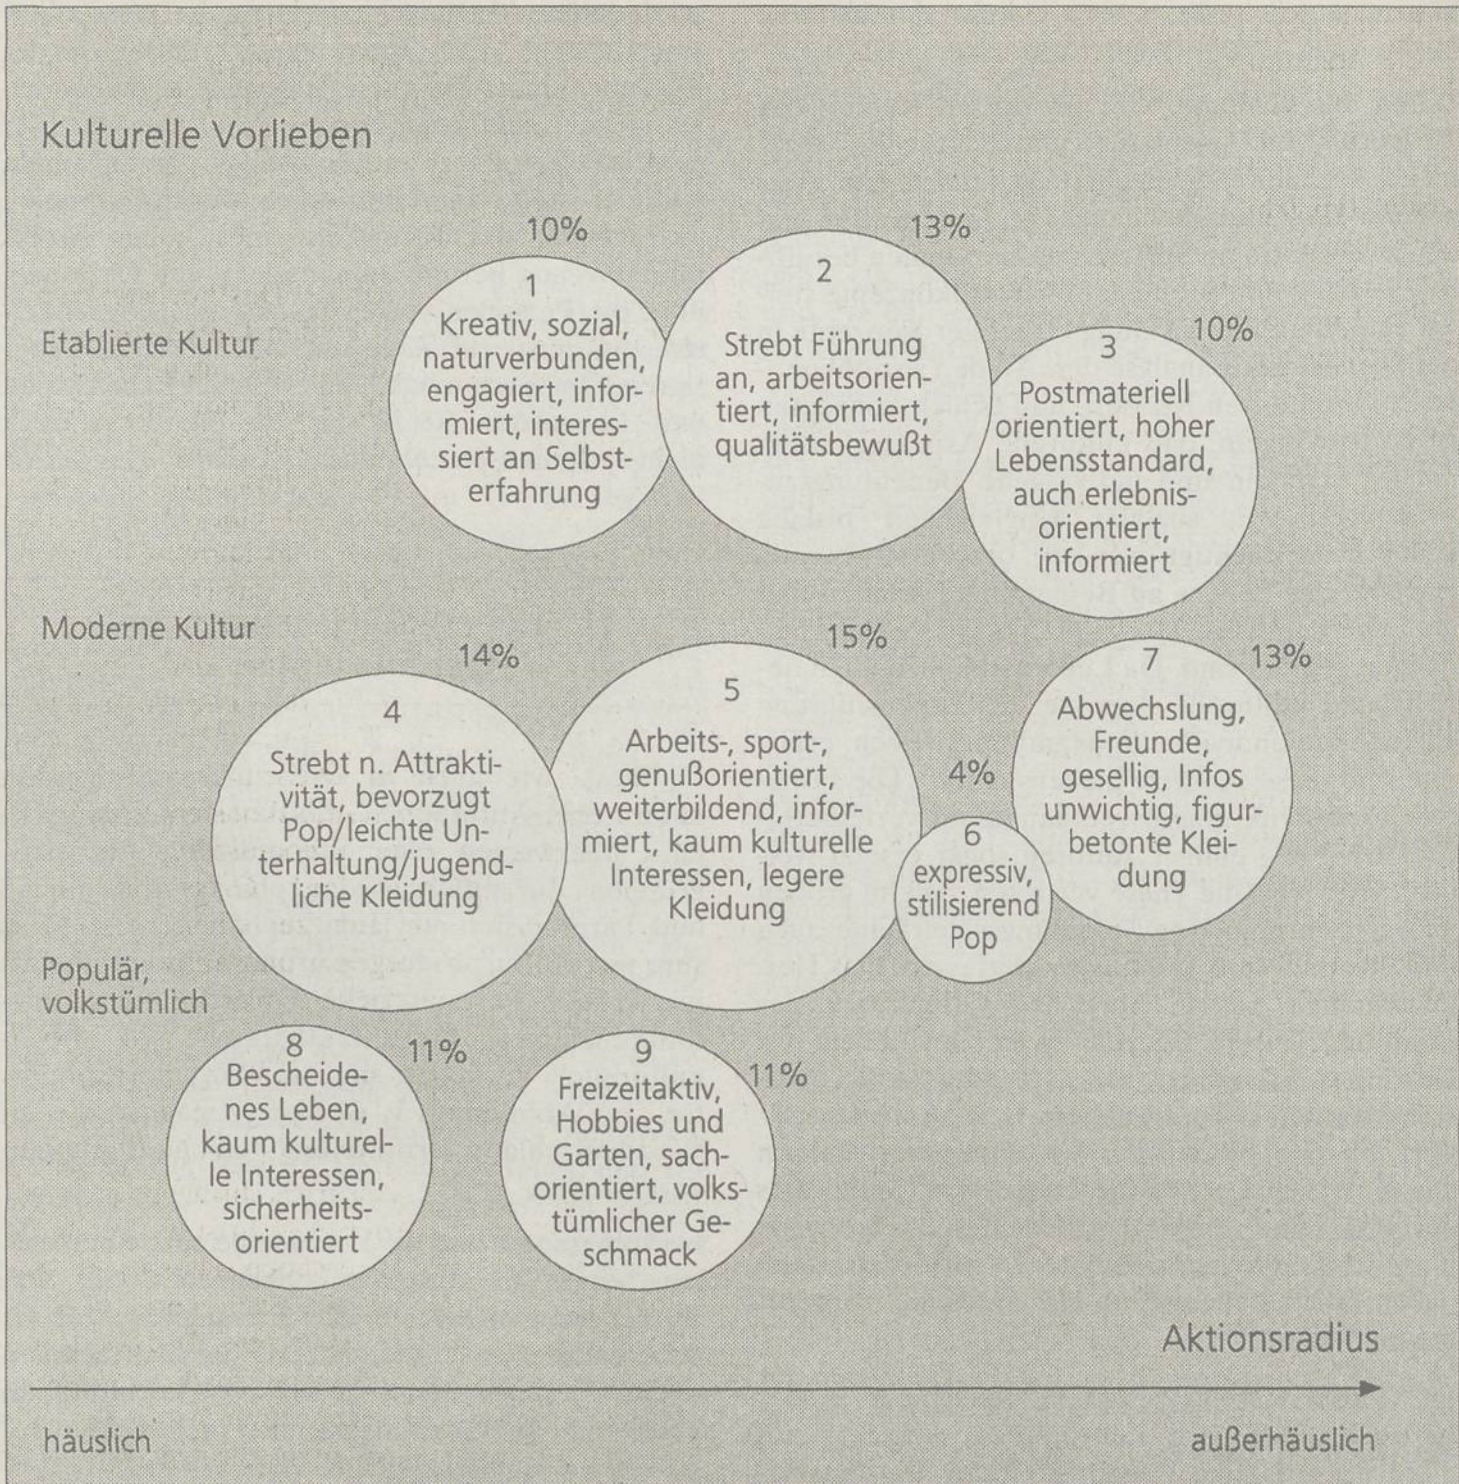 Kulturelle Vorlieben
10%
13%
1
Kreativ, sozial,
naturverbunden,
engagiert, infor-
miert, interes-
siert an Selbst-
erfahrung
2
Strebt Führung
an, arbeitsorien-
tiert, informiert,
qualitätsbewußt
10%
3
Postmateriell
orientiert, hoher
Lebensstandard,
auch erlebnis-
orientiert,
informiert
Etablierte Kultur
Moderne Kultur
14%
4
Strebt n. Attrakti-
vität, bevorzugt
Pop/leichte Un-
terhaltung/jugend-
liche Kleidung
15%
5
Arbeits-, sport-,
genußorientiert,
weiterbildend, infor-
miert, kaum kulturelle
Interessen, legere
Kleidung
4%
6
expressiv,
stilisierend
Pop
13%
7
Abwechslung,
Freunde,
gesellig, Infos
unwichtig, figur-
betonte Klei-
dung
Populär,
volkstümlich
11%
8
Bescheide-
nes Leben,
kaum kulturel-
le Interessen,
sicherheits-
orientiert
11%
9
Freizeitaktiv,
Hobbies und
Garten, sach-
orientiert, volks-
tümlicher Ge-
schmack
Aktionsradius
häuslich
außerhäuslich